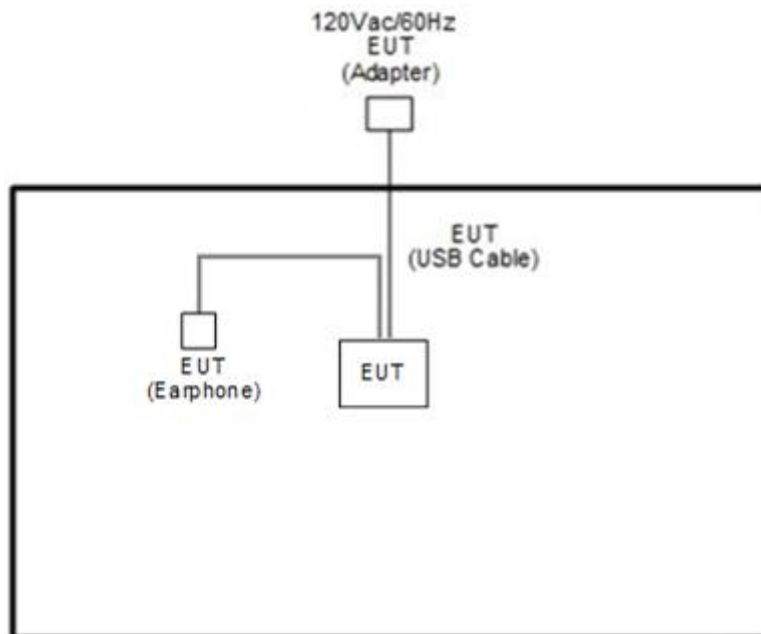 120Vac/60Hz
EUT
(Adapter)
EUT
(USB Cable)
EUT
(Earphone)
EUT